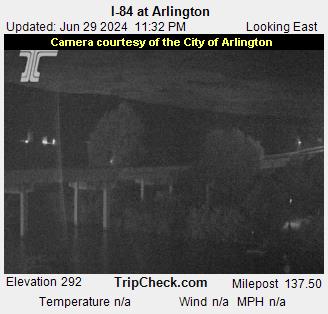 I-84 at Arlington
Updated: Jun 29 2024 11:32 PM Looking East
Camera courtesy of the City of Arlington
Elevation 292 TripCheck.com Milepost 137.50
Temperature n/a Wind n/a MPH n/a